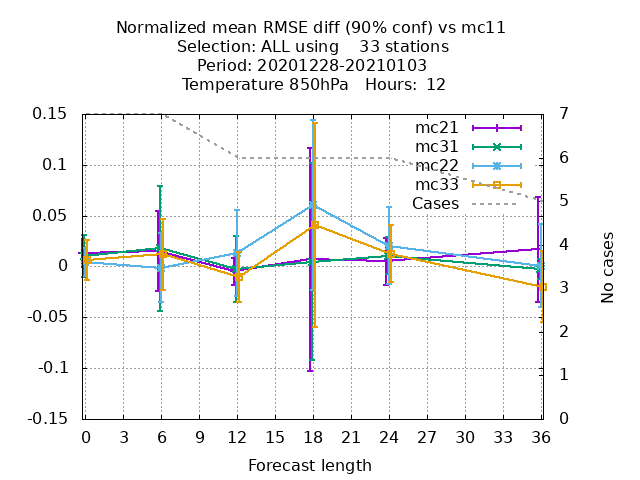 Normalized mean RMSE diff (90% conf) vs mc11
Selection: ALL using    33 stations
Period: 20201228-20210103
Temperature 850hPa   Hours:  12
0.15
0.1
0.05
0
-0.05
-0.1
-0.15
7
6
5
4
3
2
1
0
mc21
mc31
mc22
mc33
Cases
No cases
0 3 6 9 12 15 18 21 24 27 30 33 36
Forecast length